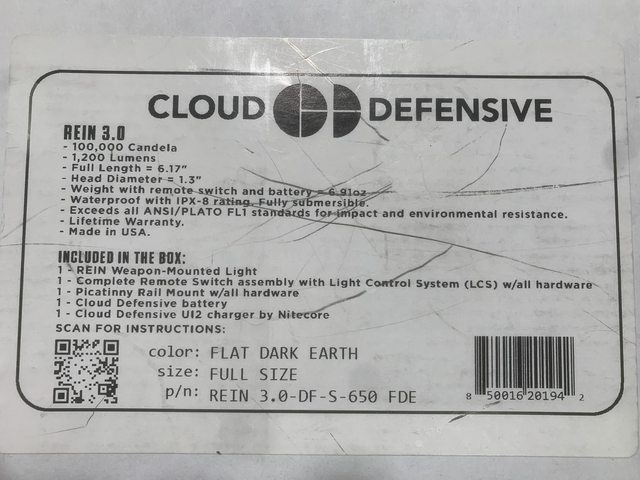 CLOUD DEFENSIVE
REIN 3.0
- 100,000 Candela
- 1,200 Lumens
- Full Length = 6.17"
- Head Diameter = 1.3"
- Weight with remote switch and battery = 6.91oz
- Waterproof with IPX-8 rating. Fully submersible.
- Exceeds all ANSI/PLATO FL1 standards for impact and environmental resistance.
- Lifetime Warranty.
- Made in USA.
INCLUDED IN THE BOX:
1 - REIN Weapon-Mounted Light
1 - Complete Remote Switch assembly with Light Control System (LCS) w/all hardware
1 - Picatinny Rail Mount w/all hardware
1 - Cloud Defensive battery
1 - Cloud Defensive UI2 charger by Nitecore
SCAN FOR INSTRUCTIONS:
color: FLAT DARK EARTH
size: FULL SIZE
p/n: REIN 3.0-DF-S-650 FDE
8 50016 20194 2